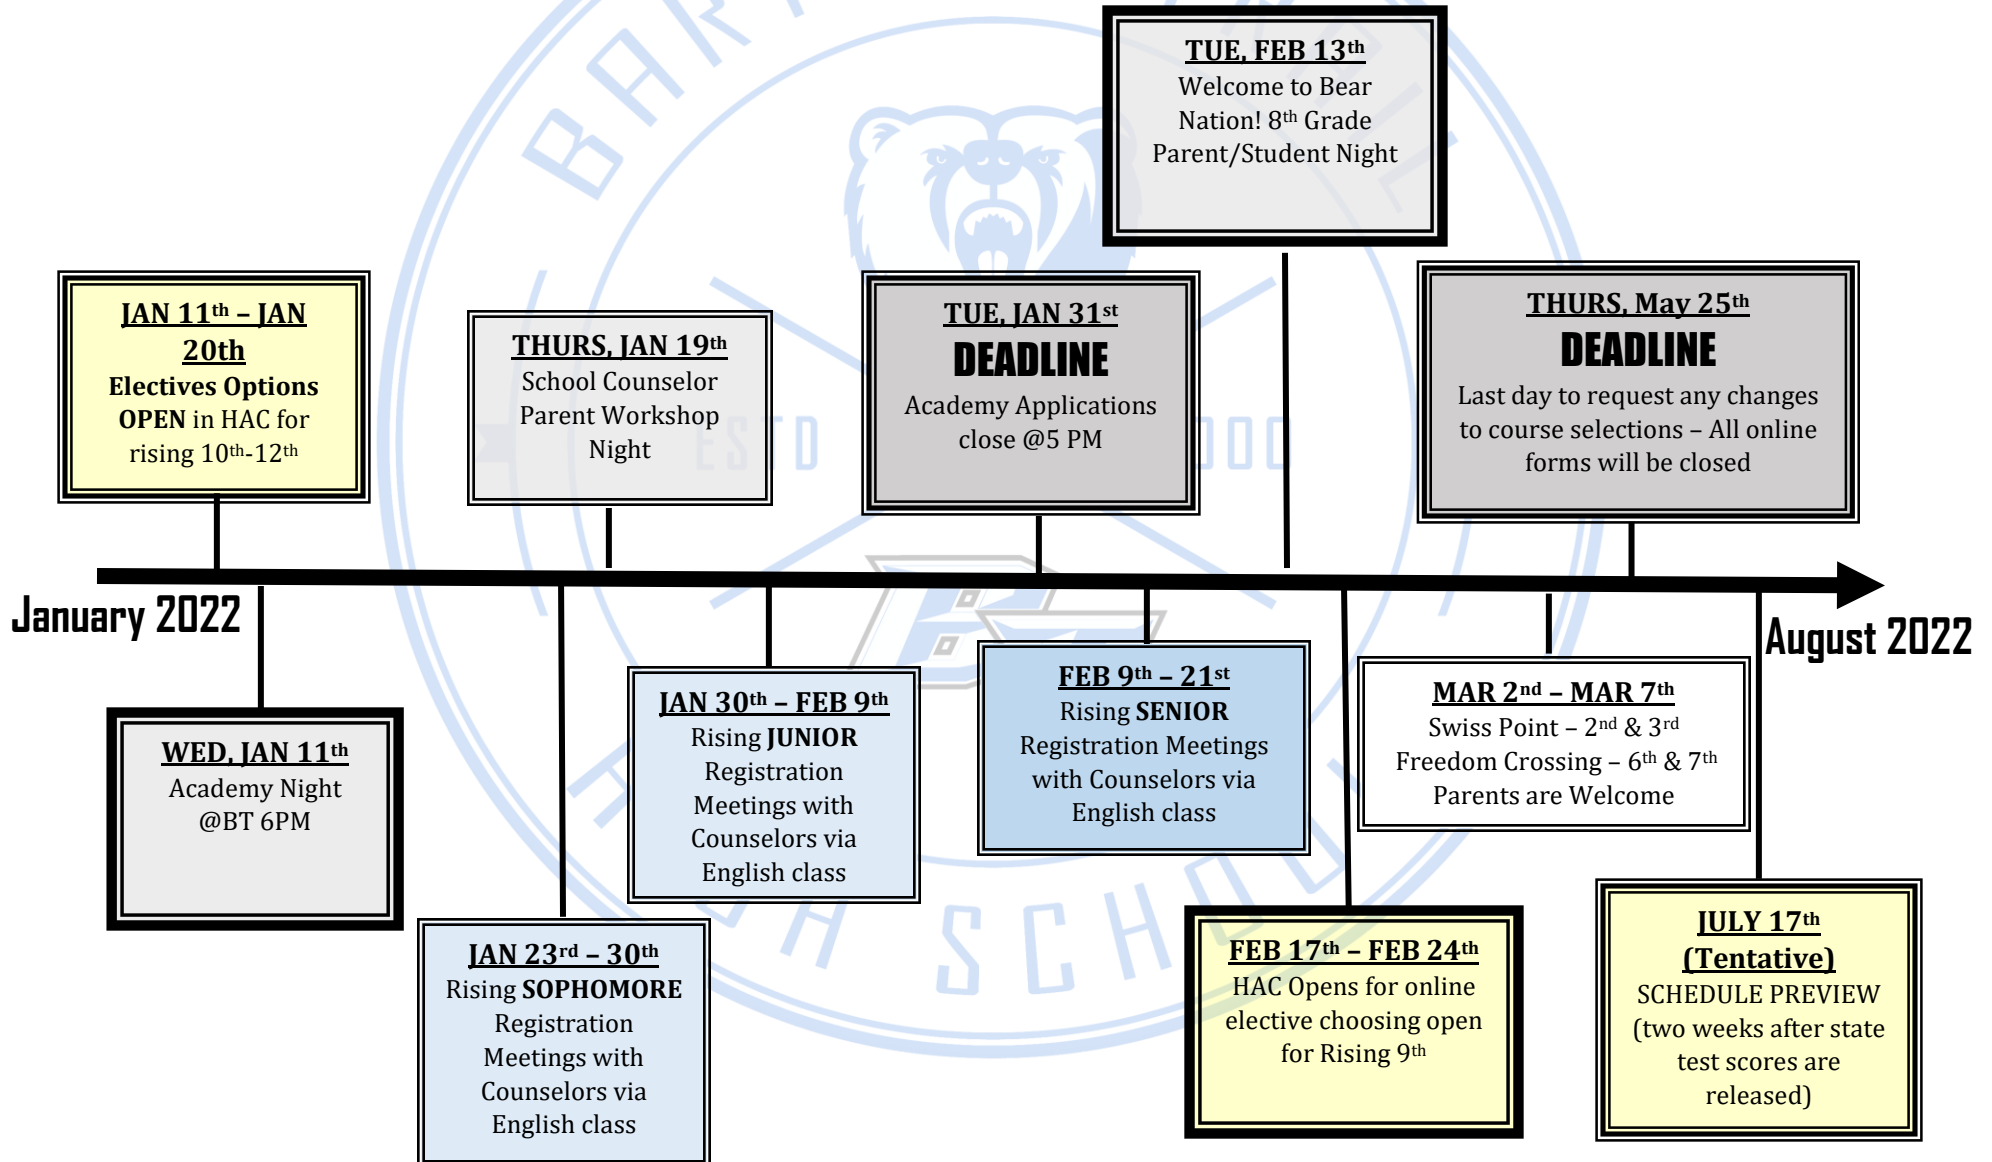 TUE, FEB 13th
Welcome to Bear
Nation! 8th Grade
Parent/Student Night
JAN 11th – JAN
20th
Electives Options
OPEN in HAC for
rising 10th-12th
THURS, JAN 19th
School Counselor
Parent Workshop
Night
TUE, JAN 31st
DEADLINE
Academy Applications
close @5 PM
THURS, May 25th
DEADLINE
Last day to request any changes
to course selections – All online
forms will be closed
January 2022
August 2022
WED, JAN 11th
Academy Night
@BT 6PM
JAN 23rd – 30th
Rising SOPHOMORE
Registration
Meetings with
Counselors via
English class
JAN 30th – FEB 9th
Rising JUNIOR
Registration
Meetings with
Counselors via
English class
FEB 9th – 21st
Rising SENIOR
Registration Meetings
with Counselors via
English class
FEB 17th – FEB 24th
HAC Opens for online
elective choosing open
for Rising 9th
MAR 2nd – MAR 7th
Swiss Point – 2nd & 3rd
Freedom Crossing – 6th & 7th
Parents are Welcome
JULY 17th
(Tentative)
SCHEDULE PREVIEW
(two weeks after state
test scores are
released)
ESTD
SCHOOL